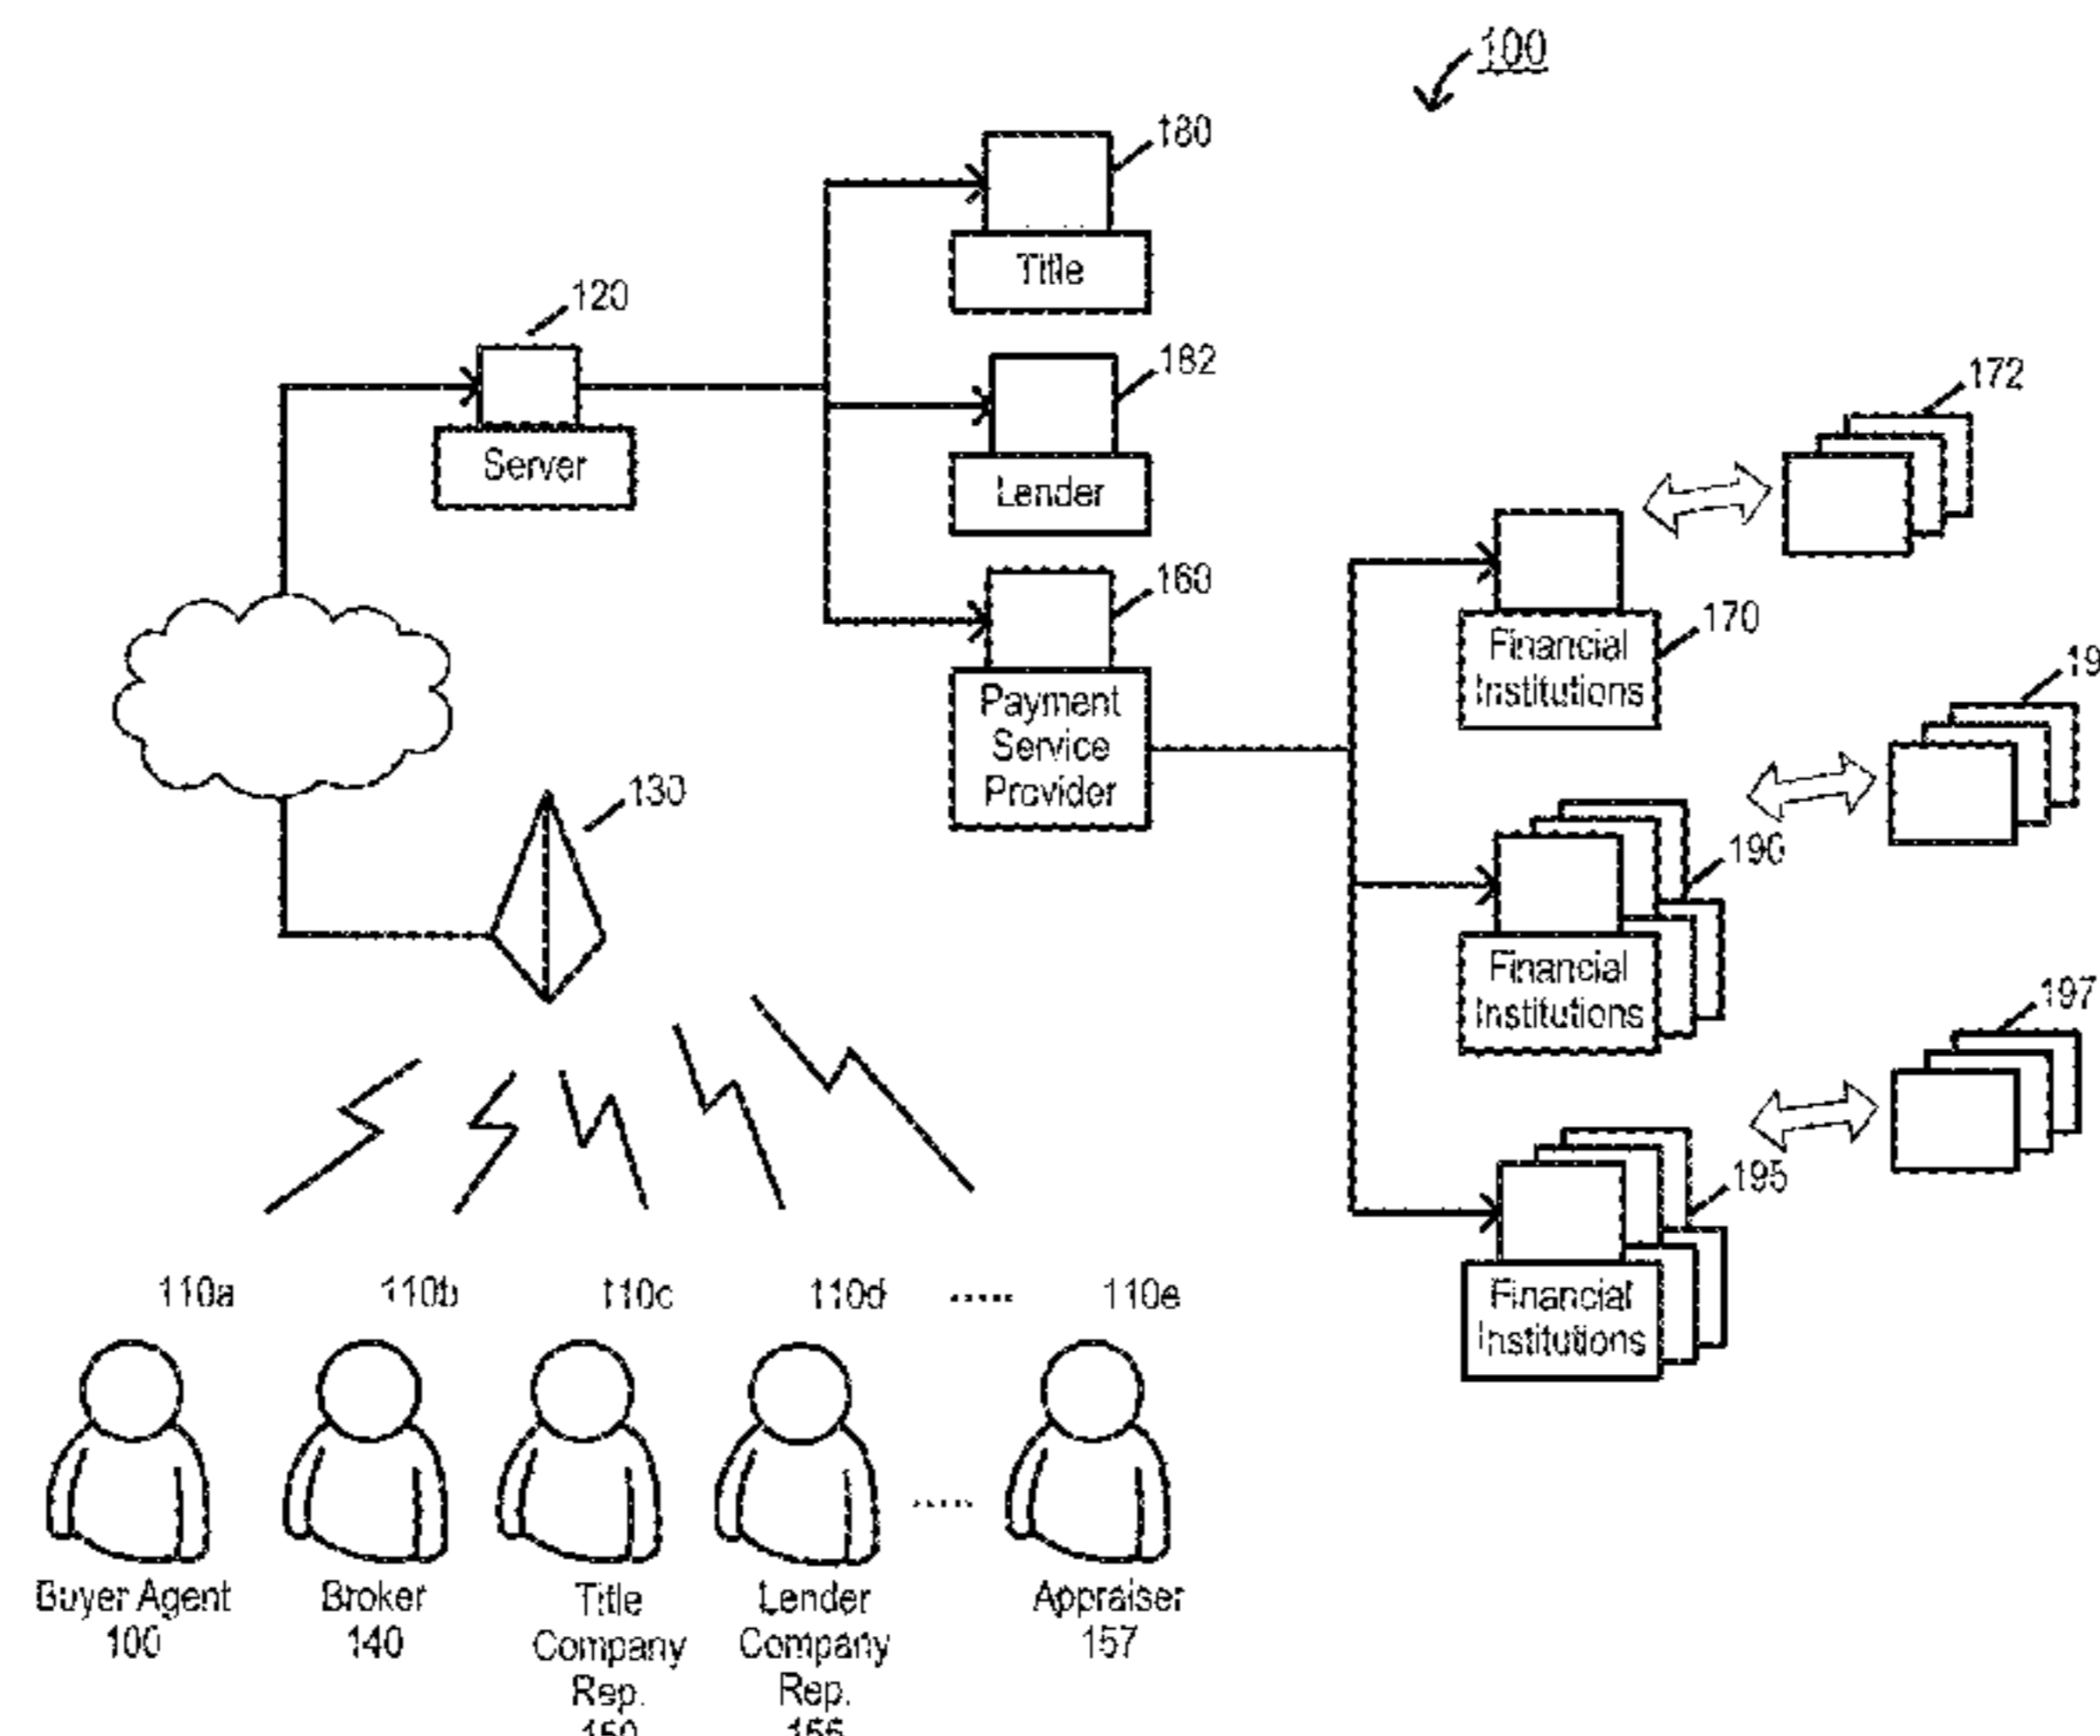 100
180
Title
120
Server
182
Lender
172
160
Payment
Service
Provider
170
Financial
Institutions
130
190
Financial
Institutions
197
195
Financial
Institutions
110a
110b
110c
110d
.....
110e
.....
Buyer Agent
100
Broker
140
Title
Company
Rep.
Lender
Company
Rep.
Appraiser
157